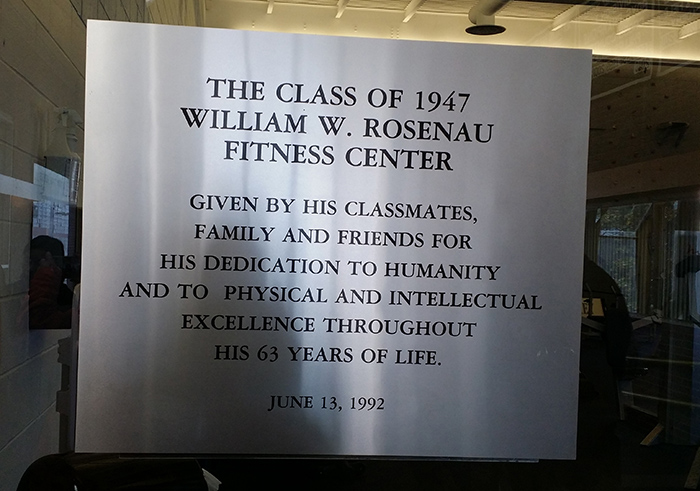 THE CLASS OF 1947
WILLIAM W. ROSENAU
FITNESS CENTER
GIVEN BY HIS CLASSMATES,
FAMILY AND FRIENDS FOR
HIS DEDICATION TO HUMANITY
AND TO PHYSICAL AND INTELLECTUAL
EXCELLENCE THROUGHOUT
HIS 63 YEARS OF LIFE.
JUNE 13, 1992